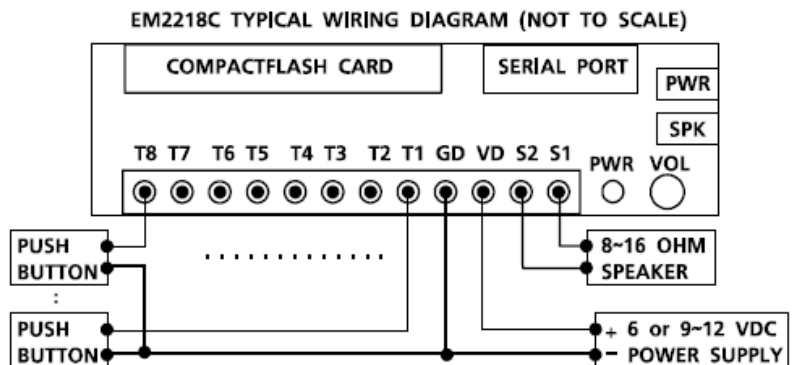 EM2218C TYPICAL WIRING DIAGRAM (NOT TO SCALE)
COMPACTFLASH CARD SERIAL PORT
PWR
SPK
T8 T7 T6 T5 T4 T3 T2 T1 GD VD S2 S1 PWR VOL
PUSH
BUTTON
:
PUSH
BUTTON
8~16 OHM
SPEAKER
+ 6 or 9~12 VDC
- POWER SUPPLY